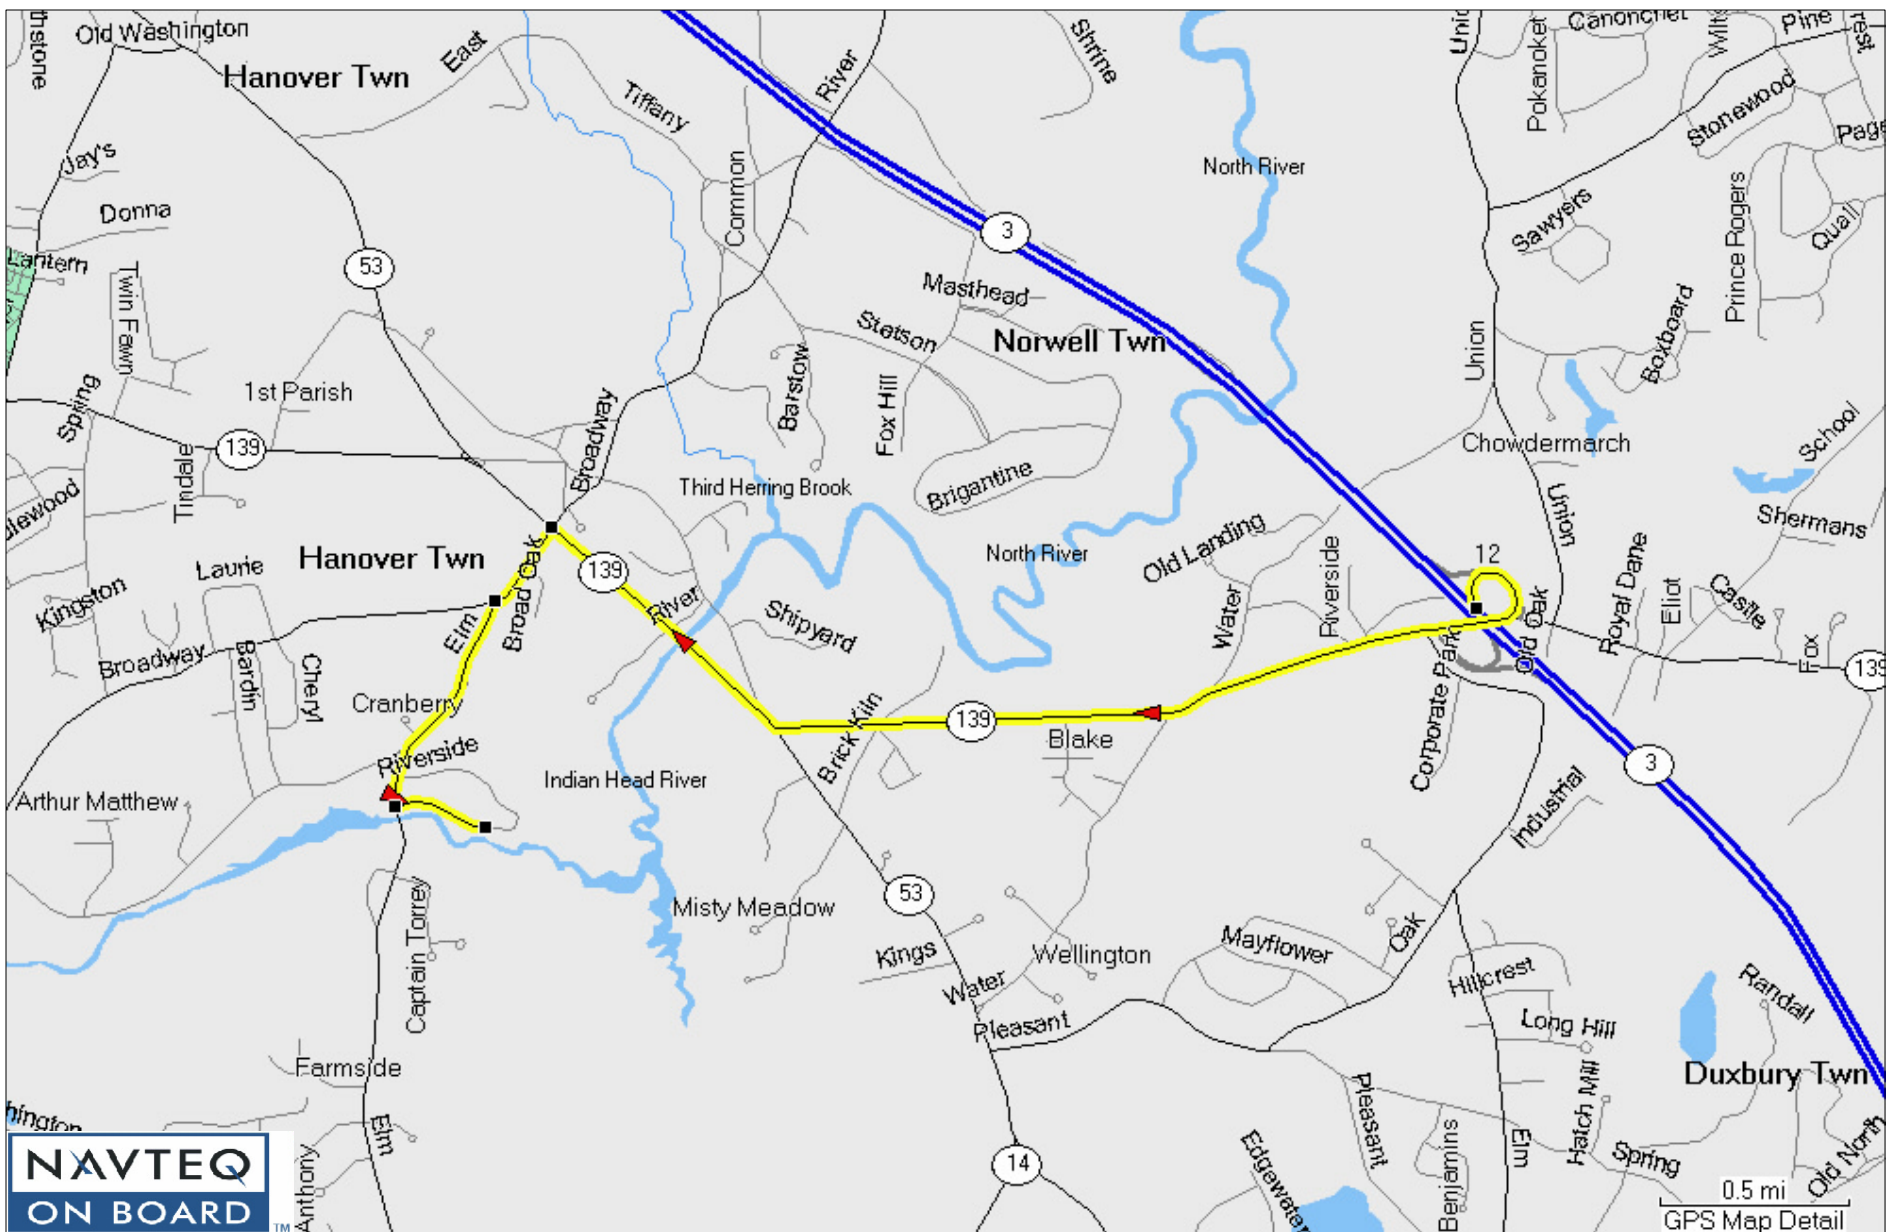 Old Washington
East
River
Shrine
Union
Pokanoket
Canonchet
Pine
Hanover Twn
Tiffany
Stonewood
Page
Jay's
Common
North River
Donna
Sawyers
Prince Rogers
Quail
3
Lantern
53
Twin Fawn
Masthead
Stetson
Norwell Twn
Boxboard
Union
Barstow
Fox Hill
1st Parish
Spring
Broadway
School
139
Chowdermarch
Tindale
Brigantine
Third Herring Brook
Shermans
Union
Old Landing
Hanover Twn
North River
12
Laurie
Broad Oak
139
Riverside
Royal Dane
Eliot
Castle
Kingston
River
Shipyard
Water
Old Oak
Elm
Broadway
Bardin
Cheryl
Fox
139
Cranberry
Brick Kiln
139
Blake
Corporate Park
Riverside
Indian Head River
3
Arthur Matthew
Industrial
53
Misty Meadow
Captain Torrey
Kings
Wellington
Mayflower
Oak
Hillcrest
Water
Randall
Pleasant
Long Hill
Farmside
Duxbury Twn
Hatch Mill
Pleasant
Elm
Benjamins
Elm
Old North
Spring
Edgewater
14
Anthony
NAVTEQ
ON BOARD
TM
0.5 mi
GPS Map Detail